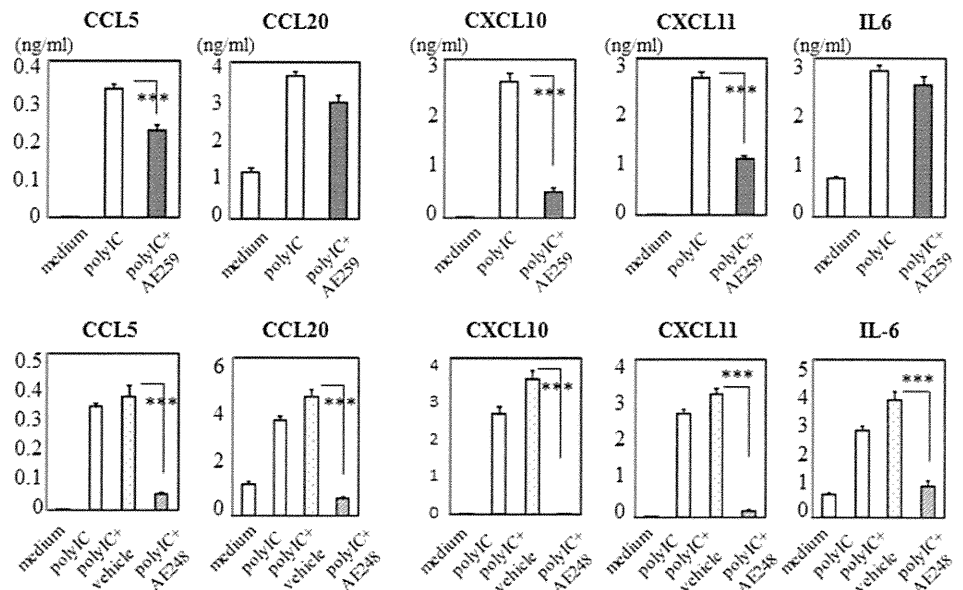 CCL5 CCL20 CXCL10 CXCL11 IL6
(ng/ml) (ng/ml) (ng/ml) (ng/ml) (ng/ml)
0.4 4 3 3 3
0.3 3 2 2 2
0.2 2 1 1 1
0.1 1 0 0 0
0 0
*** *** ***
medium polyIC polyIC+ AE259
medium polyIC polyIC+ AE259
medium polyIC polyIC+ AE259
medium polyIC polyIC+ AE259
medium polyIC polyIC+ AE259
CCL5 CCL20 CXCL10 CXCL11 IL-6
0.5 6 4 4 5
0.4 4 3 3 4
0.3 2 2 2 3
0.2 0 1 1 2
0.1 0 0 1
0 0
*** *** *** *** ***
medium polyIC polyIC+ vehicle polyIC+ AE248
medium polyIC polyIC+ vehicle polyIC+ AE248
medium polyIC polyIC+ vehicle polyIC+ AE248
medium polyIC polyIC+ vehicle polyIC+ AE248
medium polyIC polyIC+ vehicle polyIC+ AE248